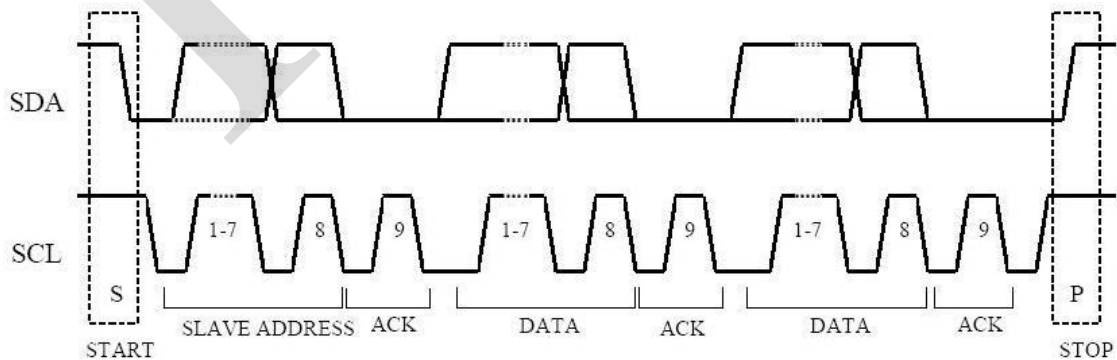 SDA
SCL
1-7 8 9 1-7 8 9 1-7 8 9
S P
SLAVE ADDRESS ACK DATA ACK DATA ACK
START STOP